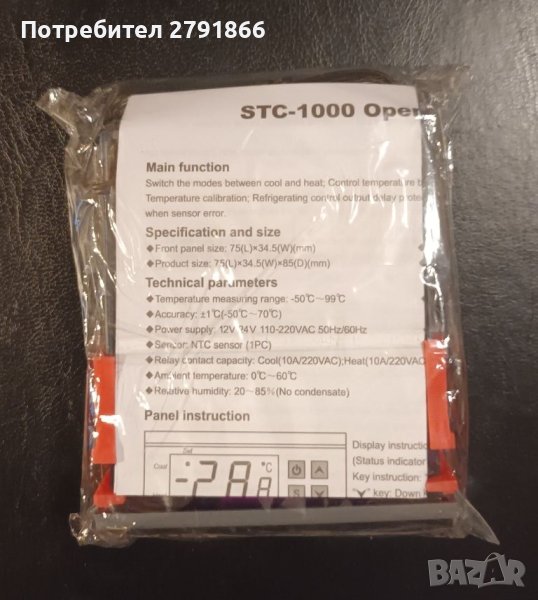 Потребител 2791866
STC-1000 Oper
Main function
Switch the modes between cool and heat; Control temperature b
Temperature calibration; Refrigerating control output delay prote
when sensor error.
Specification and size
◆Front panel size: 75(L)×34.5(W)(mm)
◆Product size: 75(L)×34.5(W)×85(D)(mm)
Technical parameters
◆Temperature measuring range: -50℃~99℃
◆Accuracy: ±1℃(-50℃~70℃)
◆Power supply: 12V 24V 110-220VAC 50Hz/60Hz
◆Sensor: NTC sensor (1PC)
◆Relay contact capacity: Cool(10A/220VAC);Heat(10A/220VAC
◆Ambient temperature: 0℃~60℃
◆Relative humidity: 20~85%(No condensate)
Panel instruction
Set
Cool
℃
S
Display instructio
(Status indicator
Key instruction:
"⋎" key: Down
BAZAR